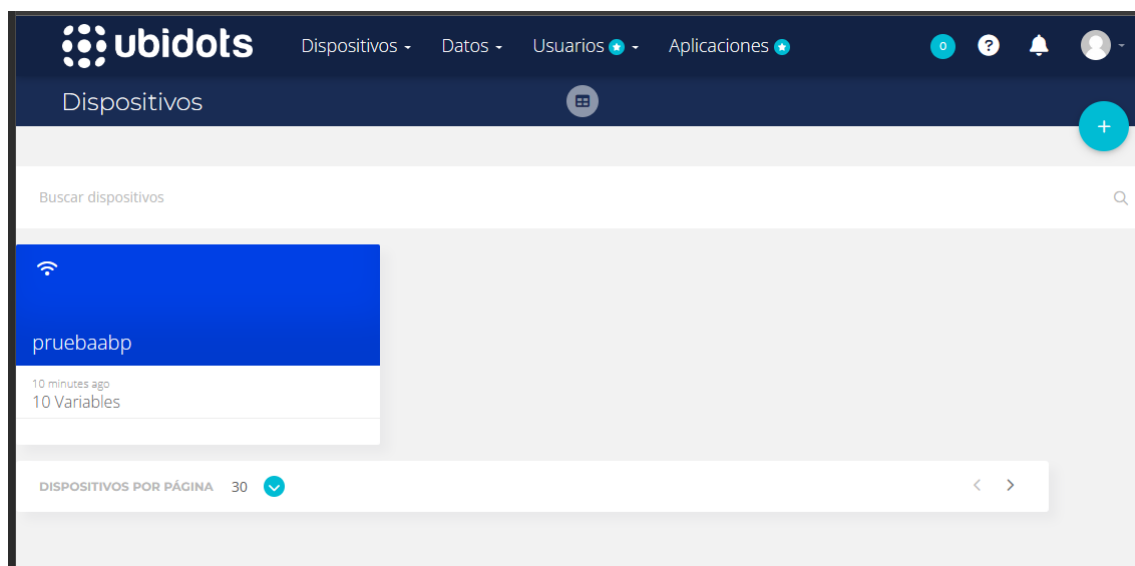 ubidots Dispositivos Datos Usuarios Aplicaciones 0 ?
Dispositivos
+
Buscar dispositivos
pruebaabp
10 minutes ago
10 Variables
DISPOSITIVOS POR PÁGINA 30 < >